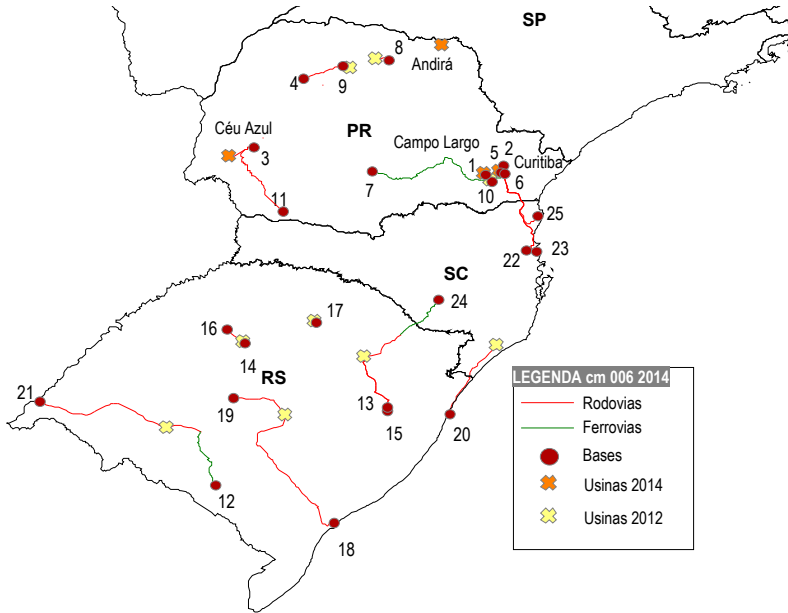 SP
8
Andirá
4
9
Céu Azul
PR
Campo Largo
2
5
Curitiba
3
1
7
6
10
11
25
22
23
SC
24
17
16
14
RS
21
19
13
15
20
12
18
LEGENDA cm 006 2014
Rodovias
Ferrovias
Bases
Usinas 2014
Usinas 2012